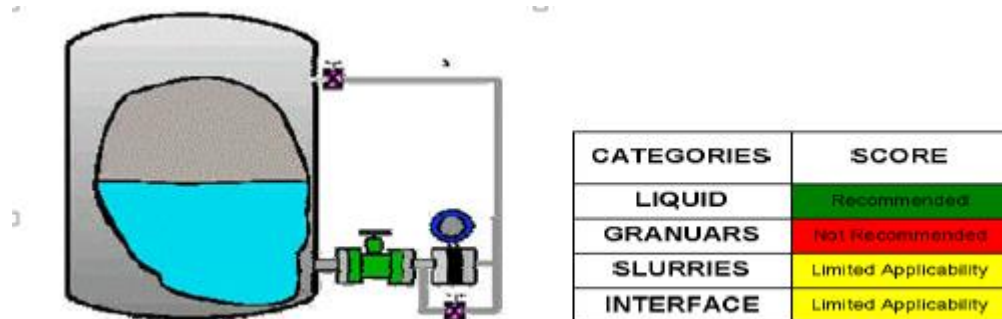 CATEGORIES SCORE
LIQUID Recommended
GRANUARS Not Recommended
SLURRIES Limited Applicability
INTERFACE Limited Applicability